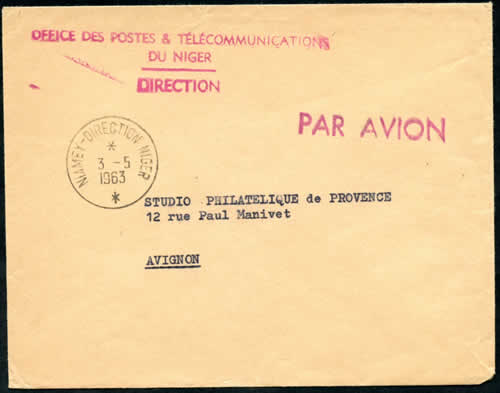 OFFICE DES POSTES & TÉLÉCOMMUNICATIONS
DU NIGER
DIRECTION
PAR AVION
NIAMEY-DIRECTION NIGER
*
3 -5
1963
*
STUDIO PHILATELIQUE de PROVENCE
12 rue Paul Manivet
AVIGNON